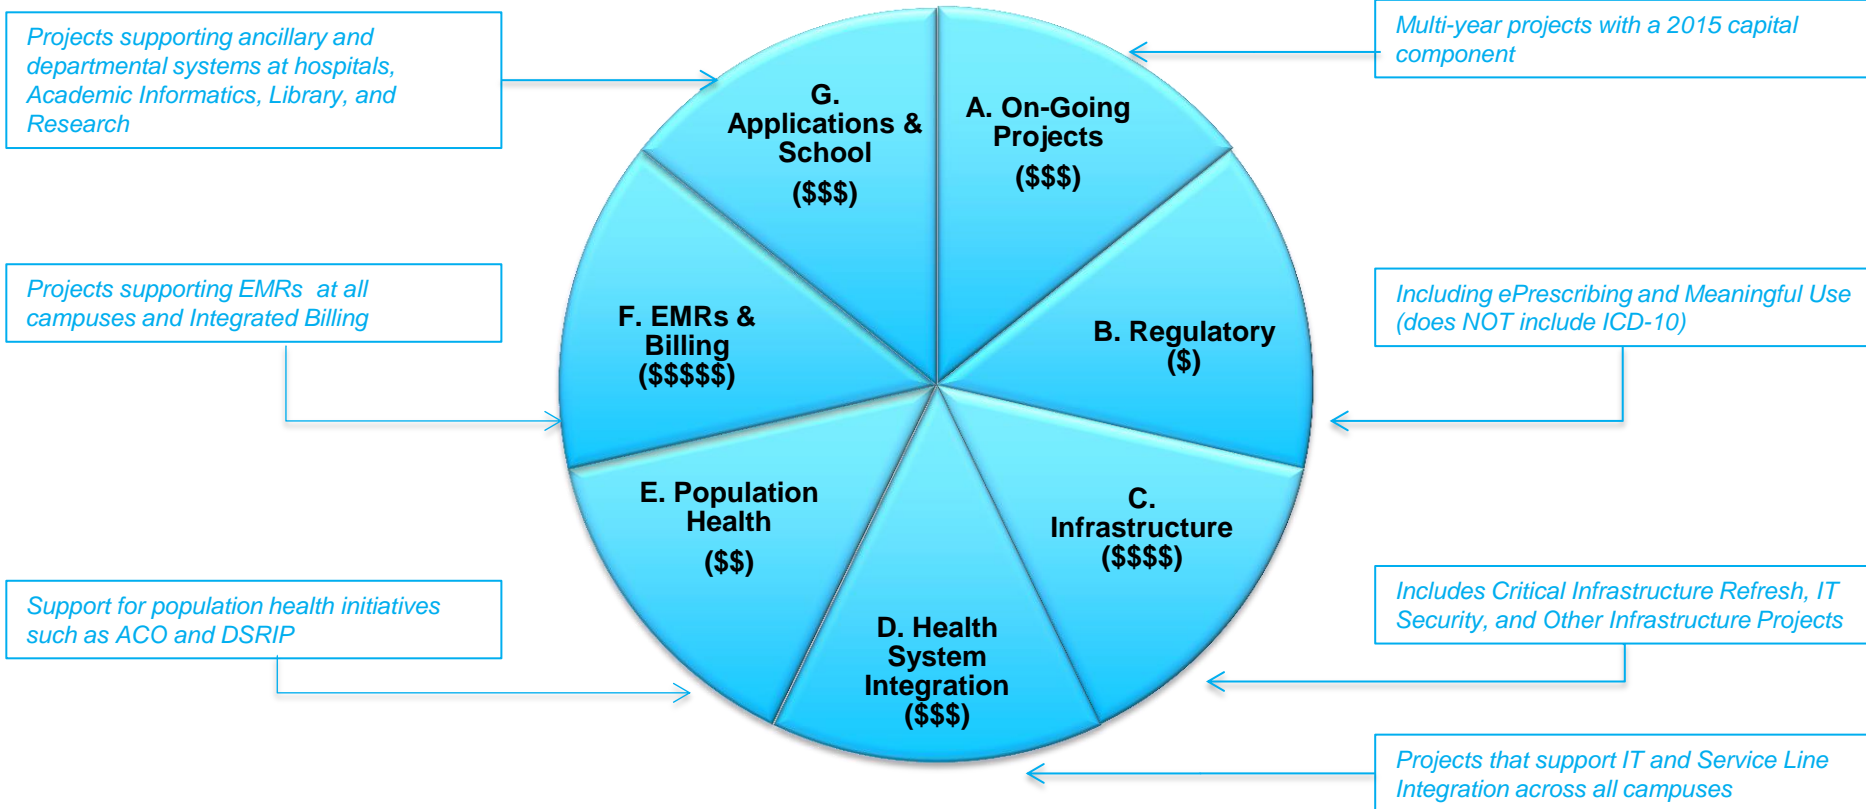 Projects supporting ancillary and
departmental systems at hospitals,
Academic Informatics, Library, and
Research
Multi-year projects with a 2015 capital
component
G.
Applications &
School
($$$)
A. On-Going
Projects
($$$)
Projects supporting EMRs  at all
campuses and Integrated Billing
Including ePrescribing and Meaningful Use
(does NOT include ICD-10)
F. EMRs &
Billing
($$$$$)
B. Regulatory
($)
E. Population
Health
($$)
C.
Infrastructure
($$$$)
Support for population health initiatives
such as ACO and DSRIP
Includes Critical Infrastructure Refresh, IT
Security, and Other Infrastructure Projects
D. Health
System
Integration
($$$)
Projects that support IT and Service Line
Integration across all campuses